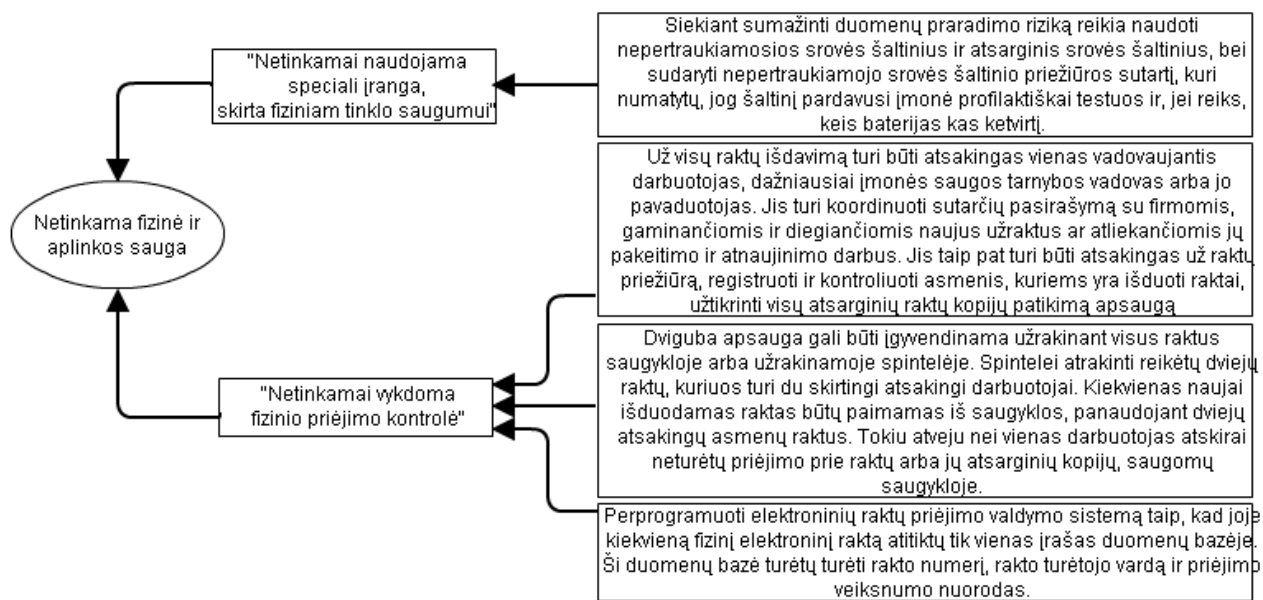 Netinkama fizinė ir
aplinkos sauga
"Netinkamai naudojama
speciali įranga,
skirta fiziniam tinklo saugumui"
Siekiant sumažinti duomenų praradimo riziką reikia naudoti
nepertraukiamosios srovės šaltinius ir atsarginis srovės šaltinius, bei
sudaryti nepertraukiamojo srovės šaltinio priežiūros sutartį, kuri
numatytų, jog šaltinį pardavusi įmonė profilaktiškai testuos ir, jei reiks,
keis baterijas kas ketvirtį.
"Netinkamai vykdoma
fizinio priėjimo kontrolė"
Už visų raktų išdavimą turi būti atsakingas vienas vadovaujantis
darbuotojas, dažniausiai įmonės saugos tarnybos vadovas arba jo
pavaduotojas. Jis turi koordinuoti sutarčių pasirašymą su firmomis,
gaminančiomis ir diegiančiomis naujus užraktus ar atliekančiomis jų
pakeitimo ir atnaujinimo darbus. Jis taip pat turi būti atsakingas už raktų
priežiūrą, registruoti ir kontroliuoti asmenis, kuriems yra išduoti raktai,
užtikrinti visų atsarginių raktų kopijų patikimą apsaugą
Dviguba apsauga gali būti įgyvendinama užrakinant visus raktus
saugykloje arba užrakinamoje spintelėje. Spintelei atrakinti reikėtų dviejų
raktų, kuriuos turi du skirtingi atsakingi darbuotojai. Kiekvienas naujai
išduodamas raktas būtų paimamas iš saugyklos, panaudojant dviejų
atsakingų asmenų raktus. Tokiu atveju nei vienas darbuotojas atskirai
neturėtų priėjimo prie raktų arba jų atsarginių kopijų, saugomų
saugykloje.
Perprogramuoti elektroninių raktų priėjimo valdymo sistemą taip, kad joje
kiekvieną fizinį elektroninį raktą atitiktų tik vienas įrašas duomenų bazėje.
Ši duomenų bazė turėtų turėti rakto numerį, rakto turėtojo vardą ir priėjimo
veiksnumo nuorodas.